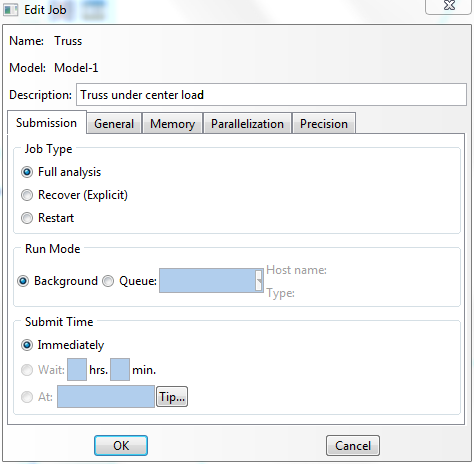 Edit Job
Name: Truss
Model: Model-1
Description: Truss under center load
Submission General Memory Parallelization Precision
Job Type
Full analysis
Recover (Explicit)
Restart
Run Mode
Background Queue: Host name:
Type:
Submit Time
Immediately
Wait: hrs. min.
At: Tip...
OK Cancel